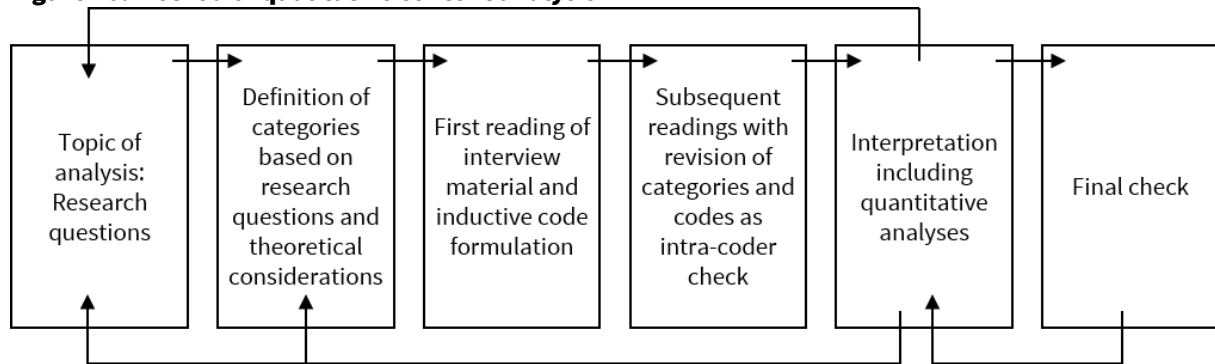 Topic of
analysis:
Research
questions
Definition of
categories
based on
research
questions and
theoretical
considerations
First reading of
interview
material and
inductive code
formulation
Subsequent
readings with
revision of
categories and
codes as
intra-coder
check
Interpretation
including
quantitative
analyses
Final check